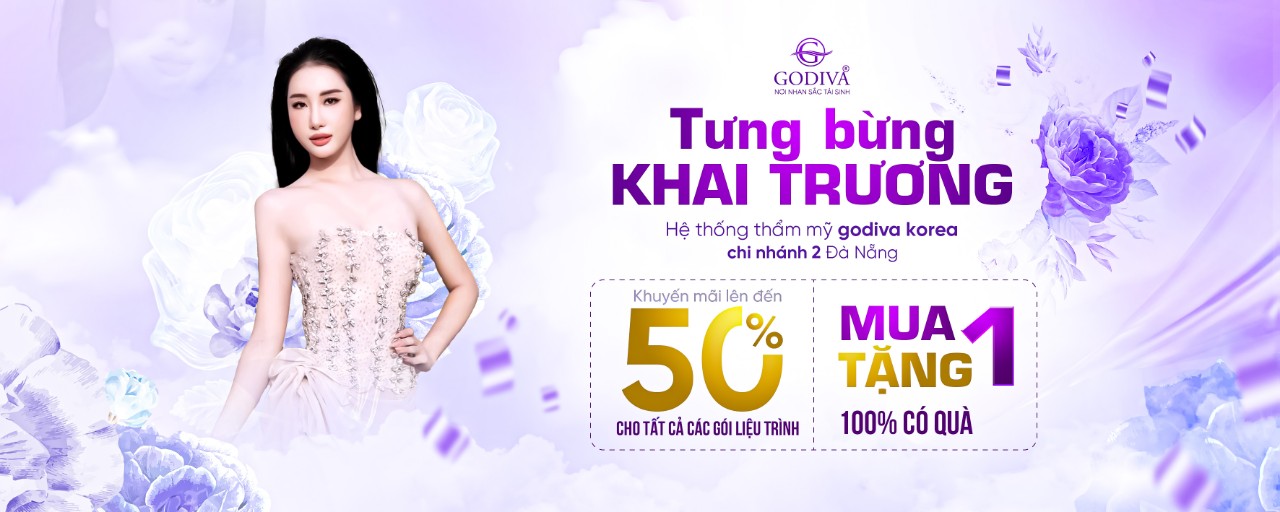 GODIVA®
NƠI NHAN SẮC TÁI SINH
Tưng bừng
KHAI TRƯƠNG
Hệ thống thẩm mỹ godiva korea
chi nhánh 2 Đà Nẵng
Khuyến mãi lên đến
50%
CHO TẤT CẢ CÁC GÓI LIỆU TRÌNH
MUA 1
TẶNG 1
100% CÓ QUÀ